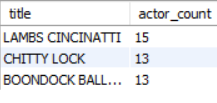 title actor_count
LAMBS CINCINATTI 15
CHITTY LOCK 13
BOONDOCK BALL... 13